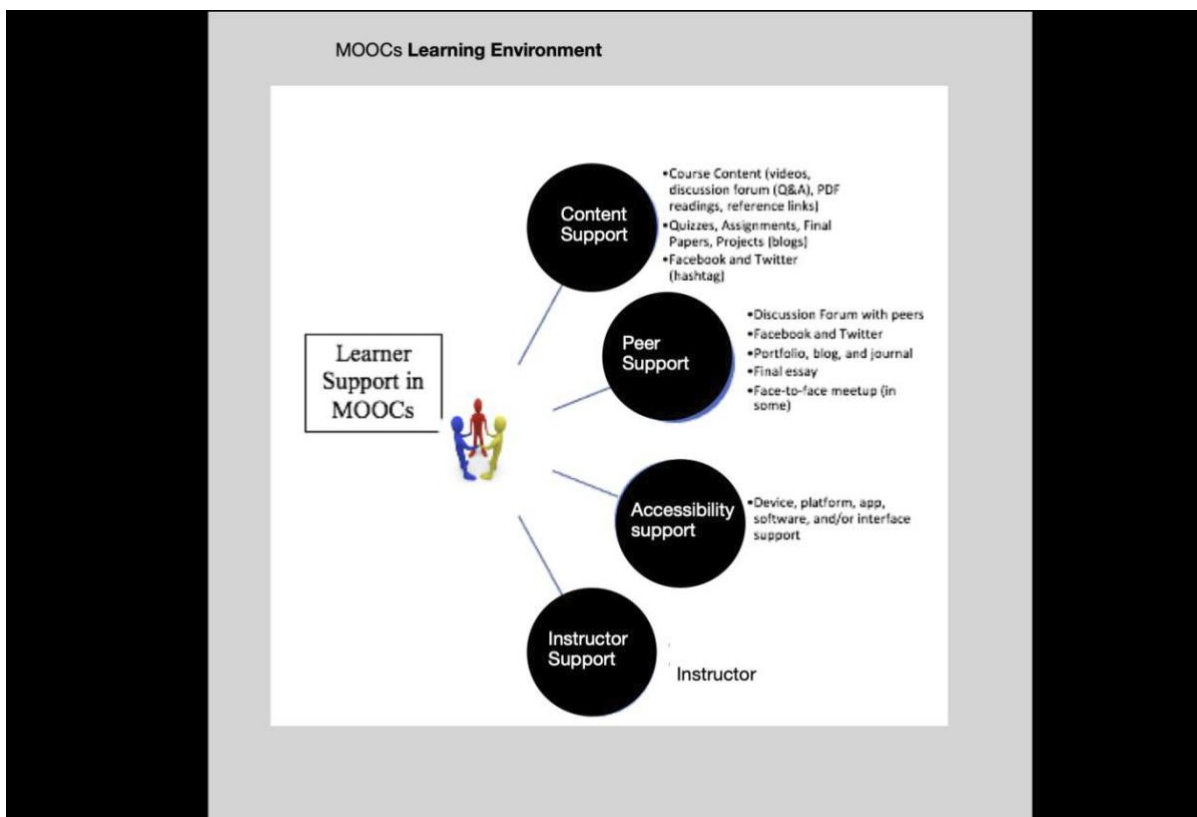 MOOCs Learning Environment
Learner
Support in
MOOCs
Content
Support
•Course Content (videos,
discussion forum (Q&A), PDF
readings, reference links)
•Quizzes, Assignments, Final
Papers, Projects (blogs)
•Facebook and Twitter
(hashtag)
Peer
Support
•Discussion Forum with peers
•Facebook and Twitter
•Portfolio, blog, and journal
•Final essay
•Face-to-face meetup (in
some)
Accessibility
support
•Device, platform, app,
software, and/or interface
support
Instructor
Support
Instructor